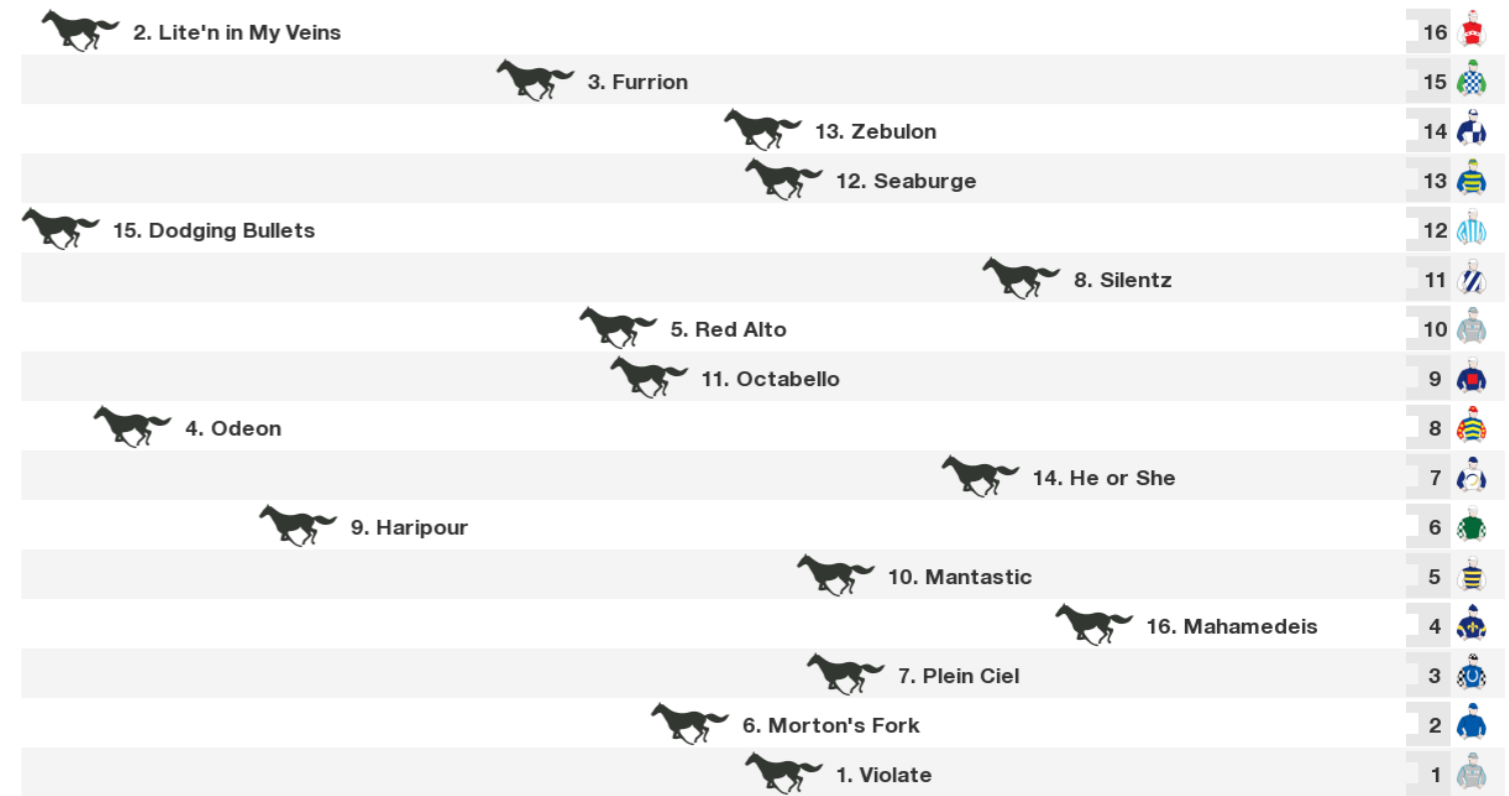 2. Lite'n in My Veins 16
3. Furrion 15
13. Zebulon 14
12. Seaburge 13
15. Dodging Bullets 12
8. Silentz 11
5. Red Alto 10
11. Octabello 9
4. Odeon 8
14. He or She 7
9. Haripour 6
10. Mantastic 5
16. Mahamedeis 4
7. Plein Ciel 3
6. Morton's Fork 2
1. Violate 1